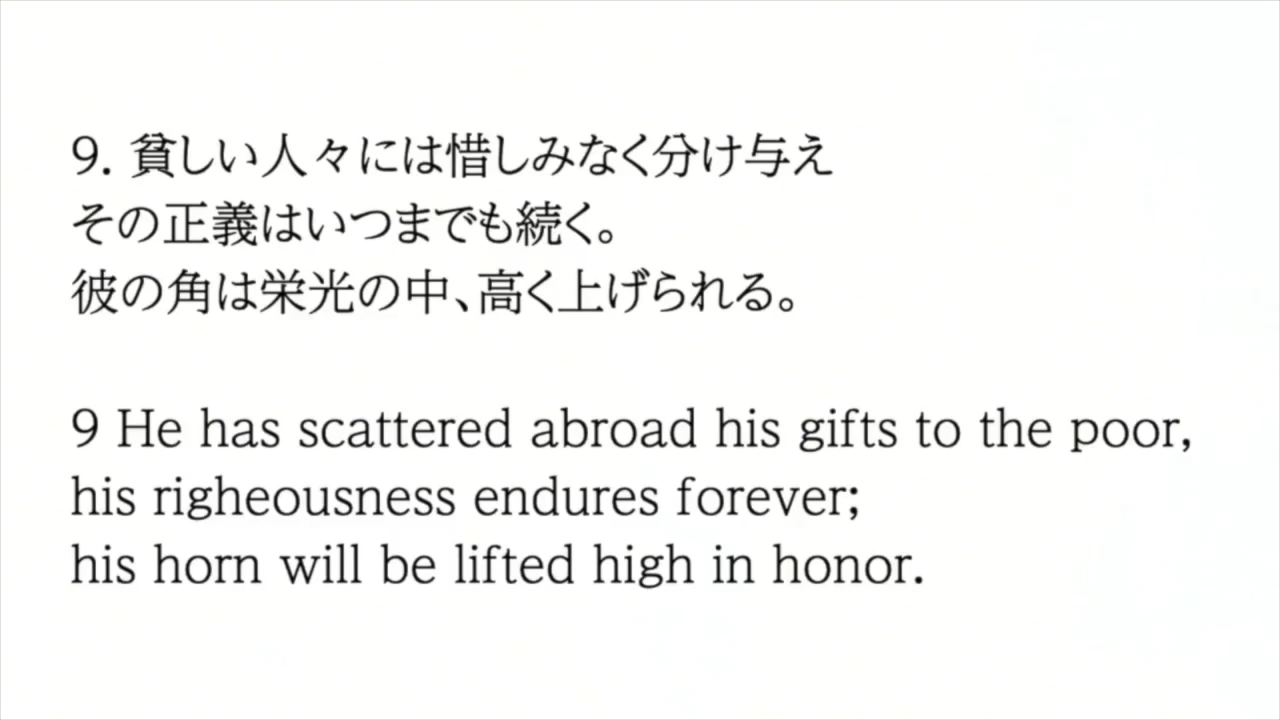 9. 貧しい人々には惜しみなく分け与え
その正義はいつまでも続く。
彼の角は栄光の中、高く上げられる。
9 He has scattered abroad his gifts to the poor,
his righeousness endures forever;
his horn will be lifted high in honor.